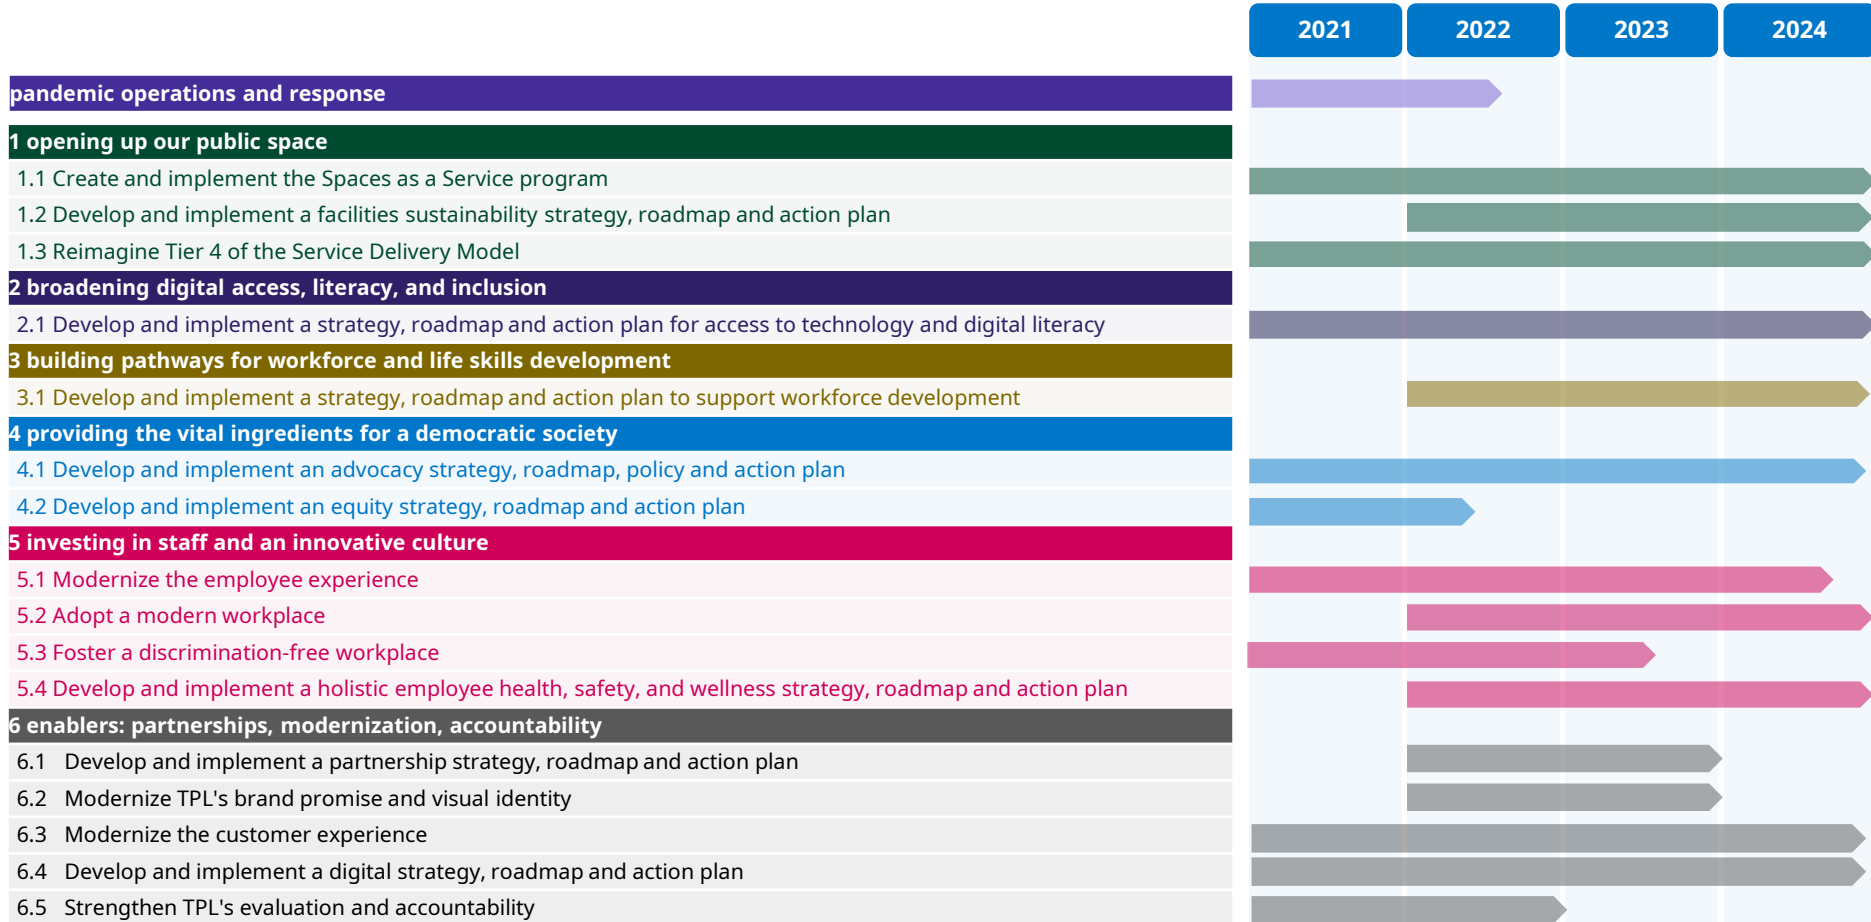 2021 2022 2023 2024
pandemic operations and response
1 opening up our public space
1.1 Create and implement the Spaces as a Service program
1.2 Develop and implement a facilities sustainability strategy, roadmap and action plan
1.3 Reimagine Tier 4 of the Service Delivery Model
2 broadening digital access, literacy, and inclusion
2.1 Develop and implement a strategy, roadmap and action plan for access to technology and digital literacy
3 building pathways for workforce and life skills development
3.1 Develop and implement a strategy, roadmap and action plan to support workforce development
4 providing the vital ingredients for a democratic society
4.1 Develop and implement an advocacy strategy, roadmap, policy and action plan
4.2 Develop and implement an equity strategy, roadmap and action plan
5 investing in staff and an innovative culture
5.1 Modernize the employee experience
5.2 Adopt a modern workplace
5.3 Foster a discrimination-free workplace
5.4 Develop and implement a holistic employee health, safety, and wellness strategy, roadmap and action plan
6 enablers: partnerships, modernization, accountability
6.1 Develop and implement a partnership strategy, roadmap and action plan
6.2 Modernize TPL's brand promise and visual identity
6.3 Modernize the customer experience
6.4 Develop and implement a digital strategy, roadmap and action plan
6.5 Strengthen TPL's evaluation and accountability